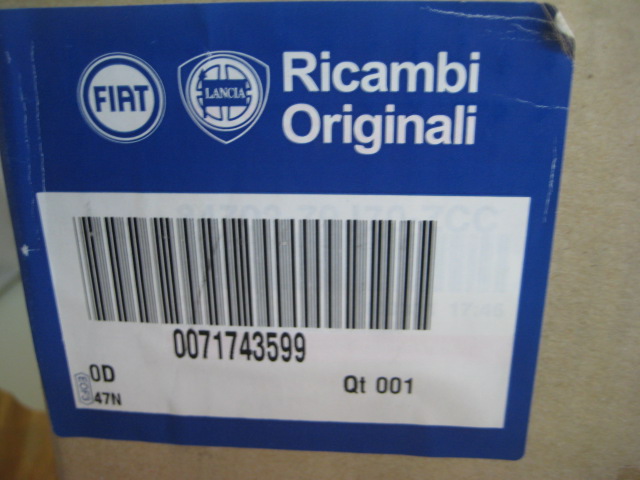 FIAT
LANCIA
Ricambi
Originali
0071743599
0D
Qt 001
47N